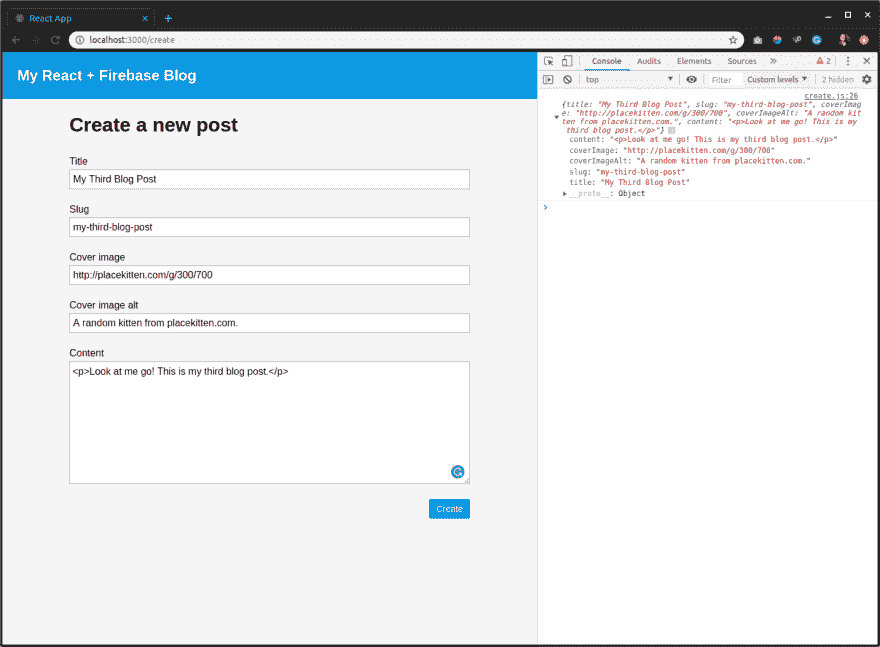 React App
localhost:3000/create
My React + Firebase Blog
Create a new post
Title
My Third Blog Post
Slug
my-third-blog-post
Cover image
http://placekitten.com/g/300/700
Cover image alt
A random kitten from placekitten.com.
Content
<p>Look at me go! This is my third blog post.</p>
Create
Console Audits Elements Sources » 2
top Filter Custom levels 2 hidden
create.js:26
{title: "My Third Blog Post", slug: "my-third-blog-post", coverImag
e: "http://placekitten.com/g/300/700", coverImageAlt: "A random kit
ten from placekitten.com.", content: "<p>Look at me go! This is my
third blog post.</p>"}
content: "<p>Look at me go! This is my third blog post.</p>"
coverImage: "http://placekitten.com/g/300/700"
coverImageAlt: "A random kitten from placekitten.com."
slug: "my-third-blog-post"
title: "My Third Blog Post"
__proto__: Object